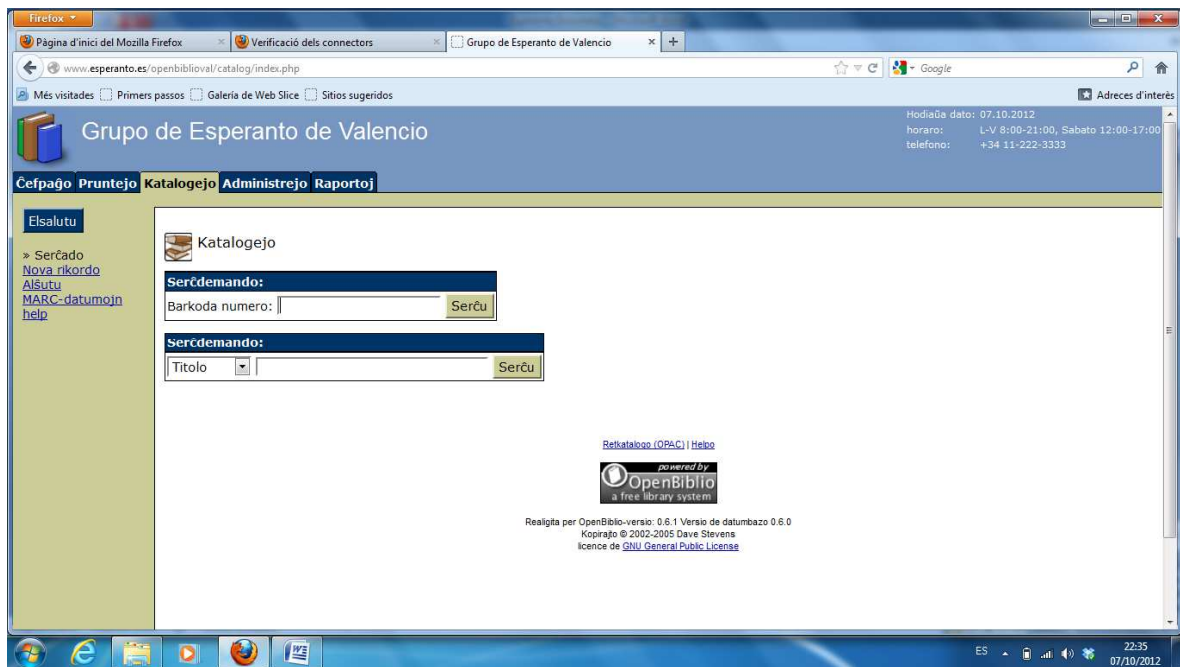 Firefox
Pàgina d'inici del Mozilla Firefox
Verificació dels connectors
Grupo de Esperanto de Valencio
www.esperanto.es/openbiblioval/catalog/index.php
Google
Més visitades
Primers passos
Galería de Web Slice
Sitios sugeridos
Adreces d'interès
Grupo de Esperanto de Valencio
Hodiaŭa dato: 07.10.2012
horaro: L-V 8:00-21:00, Sabato 12:00-17:00
telefono: +34 11-222-3333
Ĉefpaĝo Pruntejo Katalogejo Administrejo Raportoj
Elsalutu
» Serĉado
Nova rikordo
Alŝutu
MARC-datumojn
help
Katalogejo
Serĉdemando:
Barkoda numero: Serĉu
Serĉdemando:
Titolo Serĉu
Retkatalogo (OPAC) | Helpo
powered by
OpenBiblio
a free library system
Realigita per OpenBiblio-versio: 0.6.1 Versio de datumbazo 0.6.0
Kopirajto © 2002-2005 Dave Stevens
licence de GNU General Public License
ES
22:35
07/10/2012